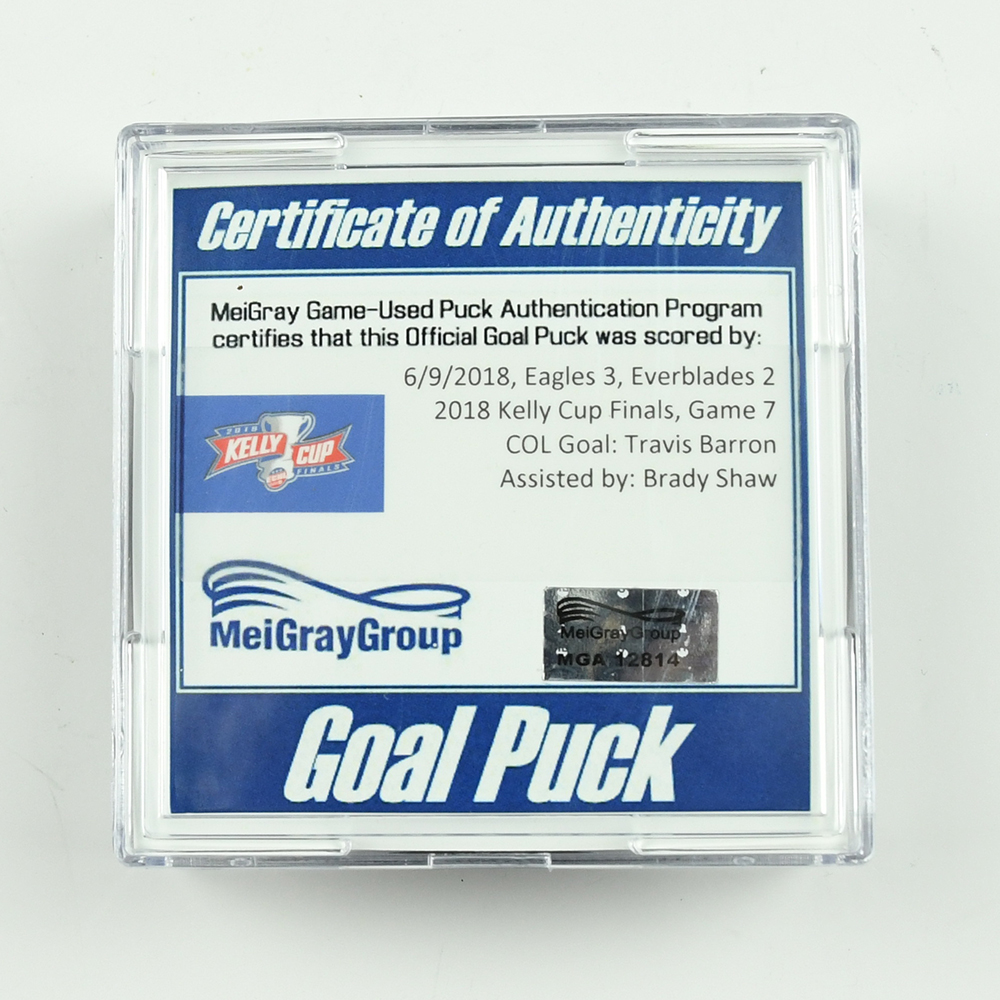 Certificate of Authenticity
MeiGray Game-Used Puck Authentication Program
certifies that this Official Goal Puck was scored by:
6/9/2018, Eagles 3, Everblades 2
2018 Kelly Cup Finals, Game 7
COL Goal: Travis Barron
Assisted by: Brady Shaw
2018
KELLY CUP
FINALS
MeiGrayGroup
MeiGrayGroup
MGA 12814
Goal Puck